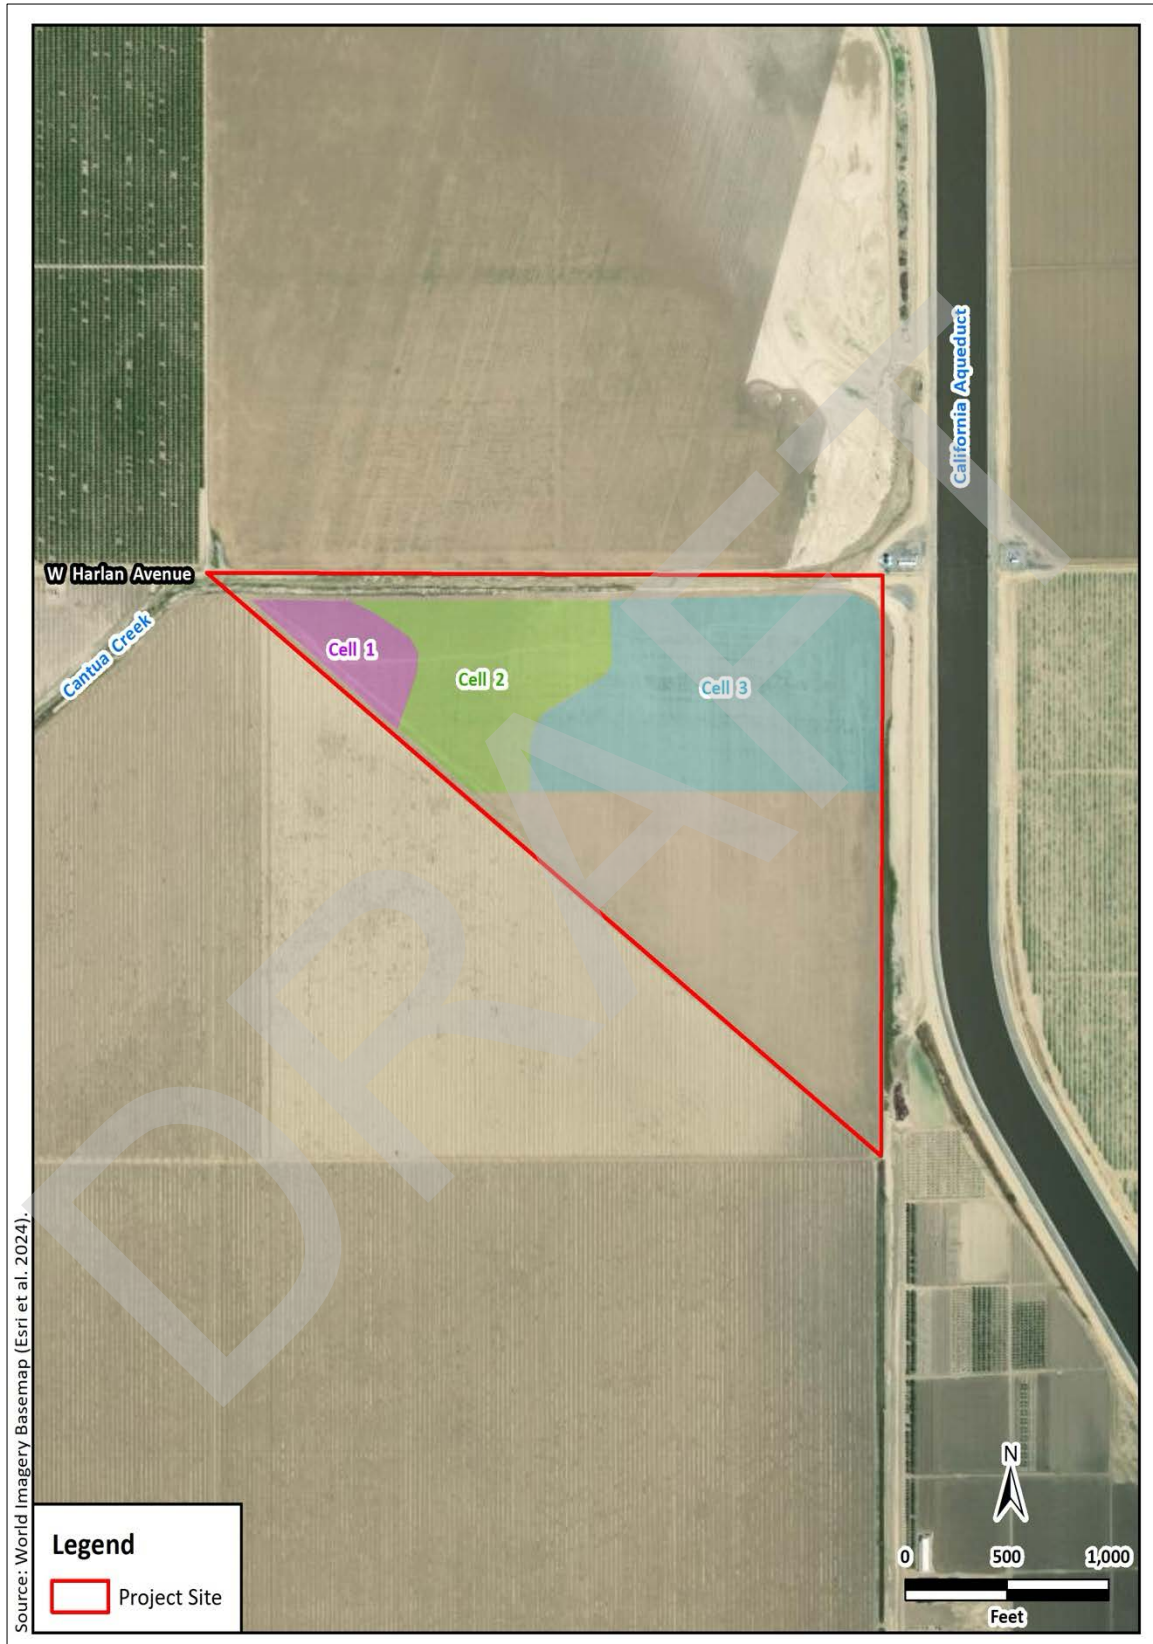 California Aqueduct
W Harlan Avenue
Cantua Creek
Cell 1
Cell 2
Cell 3
DRAFT
Source: World Imagery Basemap (Esri et al. 2024).
N
0 500 1,000
Feet
Legend
Project Site